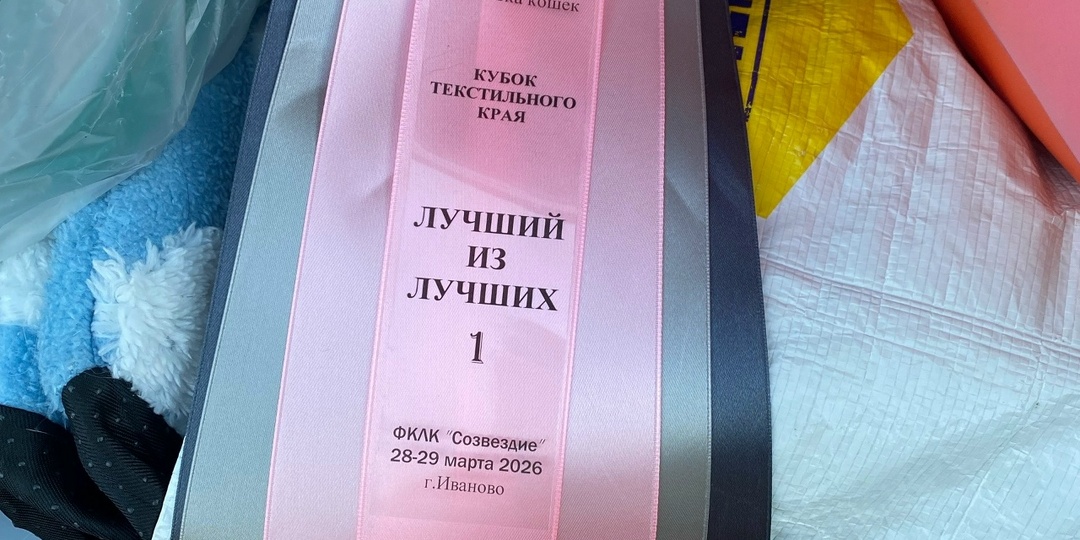 кошек
КУБОК
ТЕКСТИЛЬНОГО
КРАЯ
ЛУЧШИЙ
ИЗ
ЛУЧШИХ
1
ФКЛК "Созвездие"
28-29 марта 2026
г.Иваново